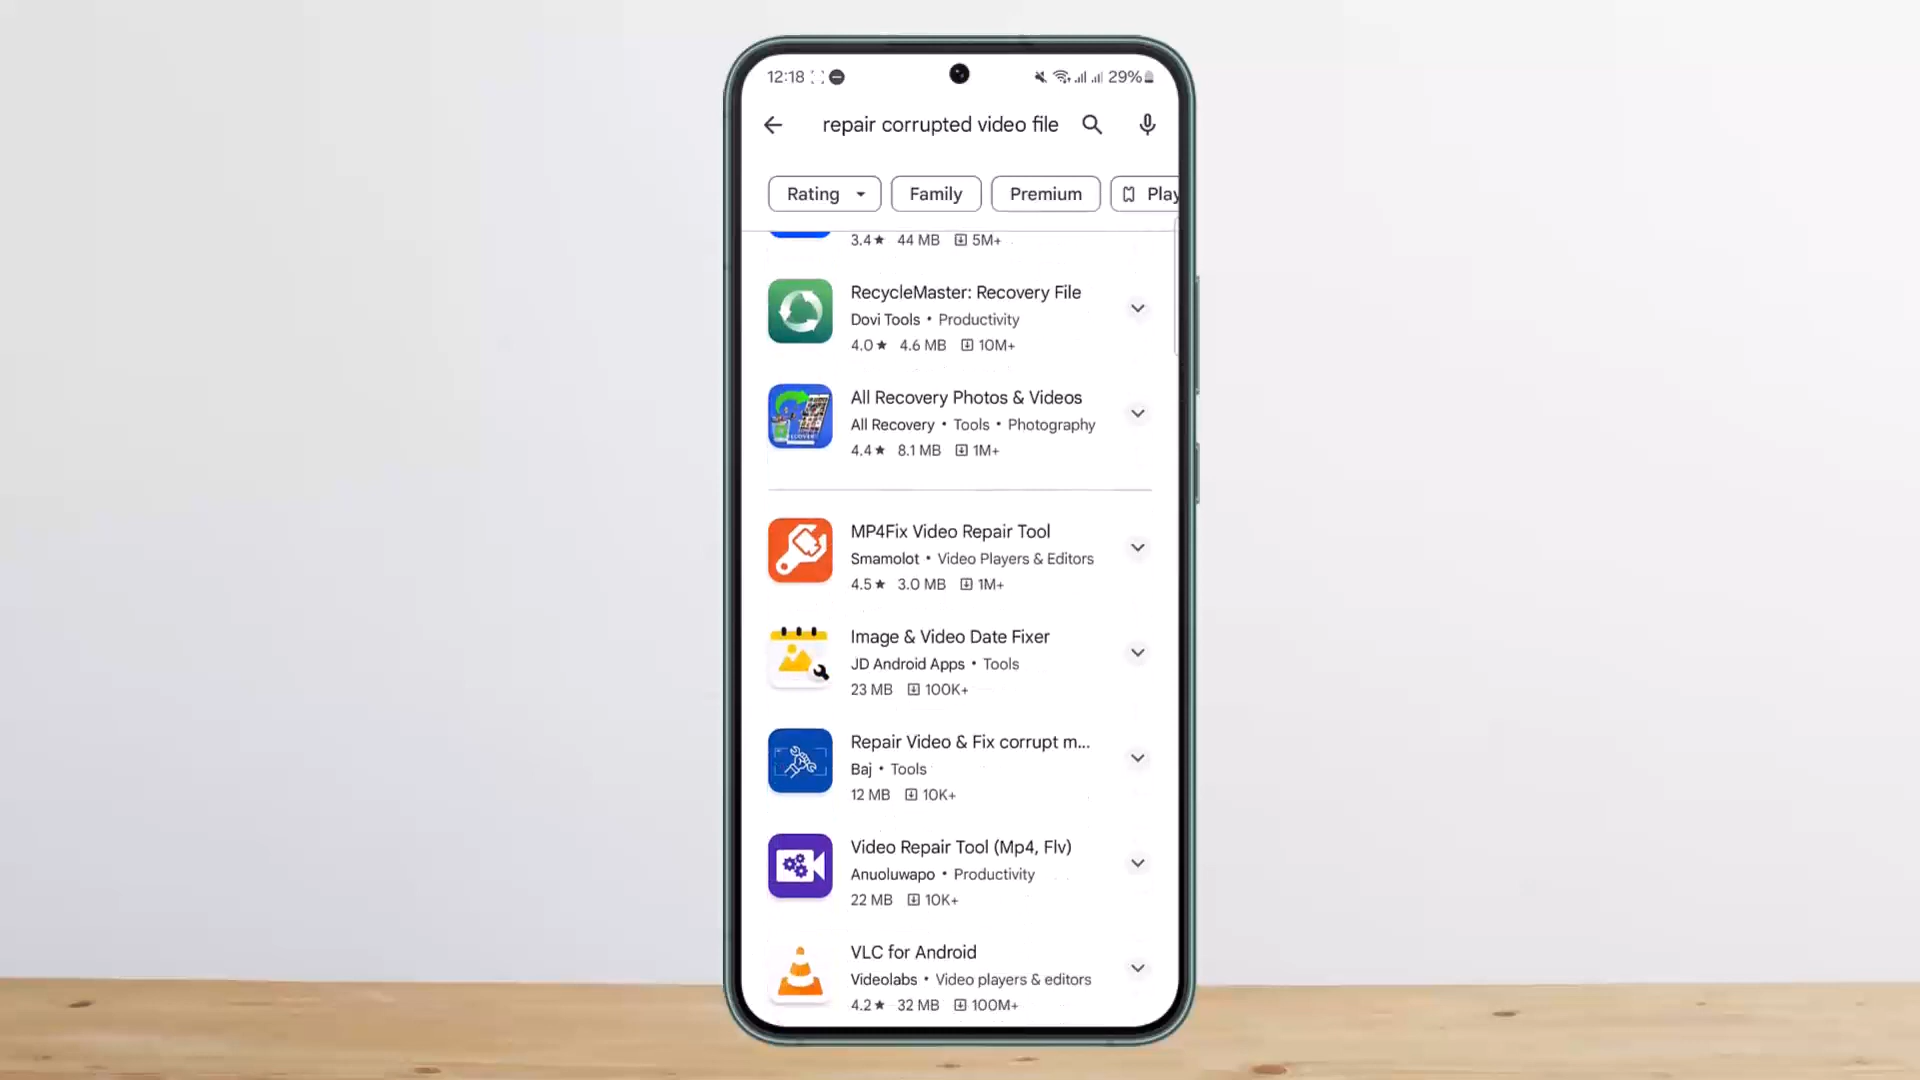 12:18 29%
repair corrupted video file
Rating Family Premium Play
3.4★ 44 MB 5M+
RecycleMaster: Recovery File
Dovi Tools • Productivity
4.0★ 4.6 MB 10M+
All Recovery Photos & Videos
All Recovery • Tools • Photography
4.4★ 8.1 MB 1M+
MP4Fix Video Repair Tool
Smamolot • Video Players & Editors
4.5★ 3.0 MB 1M+
Image & Video Date Fixer
JD Android Apps • Tools
23 MB 100K+
Repair Video & Fix corrupt m...
Baj • Tools
12 MB 10K+
Video Repair Tool (Mp4, Flv)
Anuoluwapo • Productivity
22 MB 10K+
VLC for Android
Videolabs • Video players & editors
4.2★ 32 MB 100M+